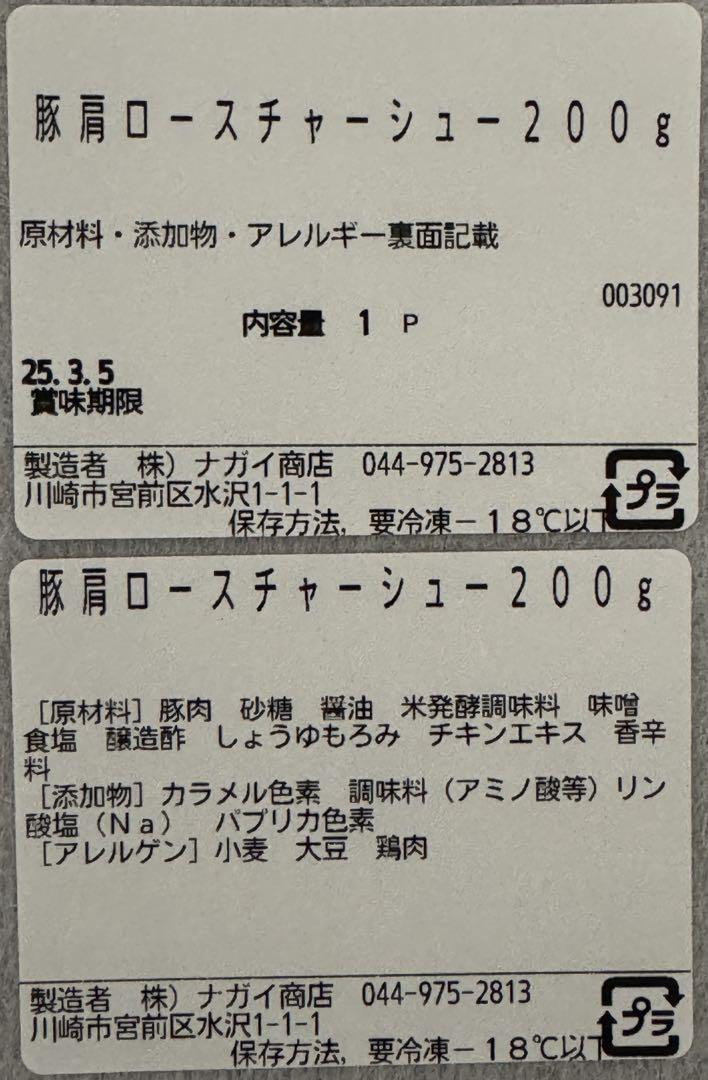 豚肩ロースチャーシュー２００ｇ
原材料・添加物・アレルギー裏面記載
003091
内容量　１　Ｐ
25.3.5
賞味期限
製造者　株）ナガイ商店　044-975-2813
川崎市宮前区水沢1-1-1
保存方法，要冷凍－１８℃以下
プラ
豚肩ロースチャーシュー２００ｇ
［原材料］豚肉　砂糖　醤油　米発酵調味料　味噌
食塩　醸造酢　しょうゆもろみ　チキンエキス　香辛
料
［添加物］カラメル色素　調味料（アミノ酸等）リン
酸塩（Ｎａ）　パプリカ色素
［アレルゲン］小麦　大豆　鶏肉
製造者　株）ナガイ商店　044-975-2813
川崎市宮前区水沢1-1-1
保存方法，要冷凍－１８℃以下
プラ